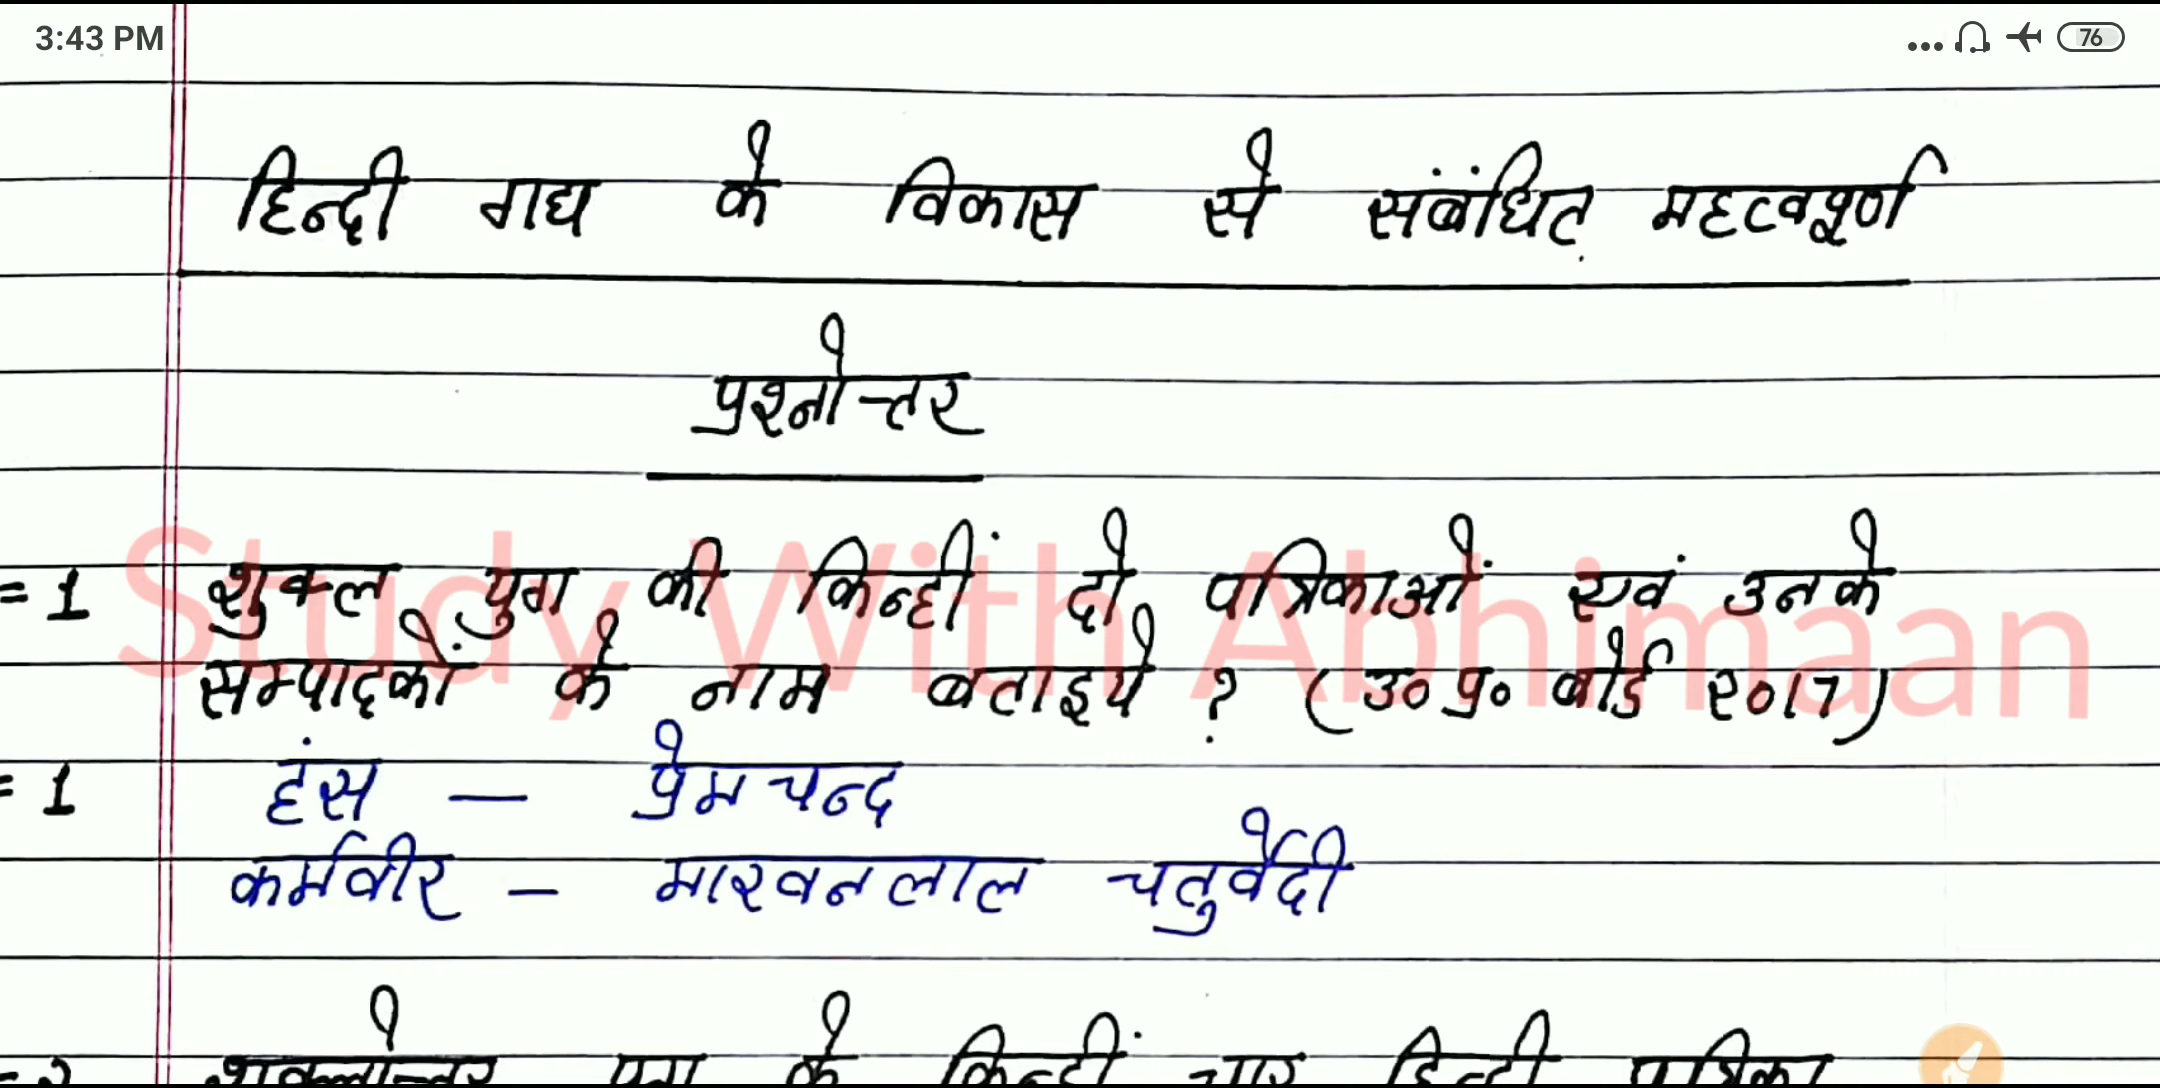 3:43 PM
76
हिन्दी गद्य के विकास से संबंधित महत्वपूर्ण
प्रश्नोत्तर
Study With Abhimaan
= 1 शुक्ल युग की किन्हीं दो पत्रिकाओं एवं उनके
सम्पादकों के नाम बताइये ? (उ० प्र० बोर्ड २०17)
= 1 हंस — प्रेमचन्द
कर्मवीर — माखनलाल चतुर्वेदी
शुक्लोत्तर युग के किन्हीं चार हिन्दी